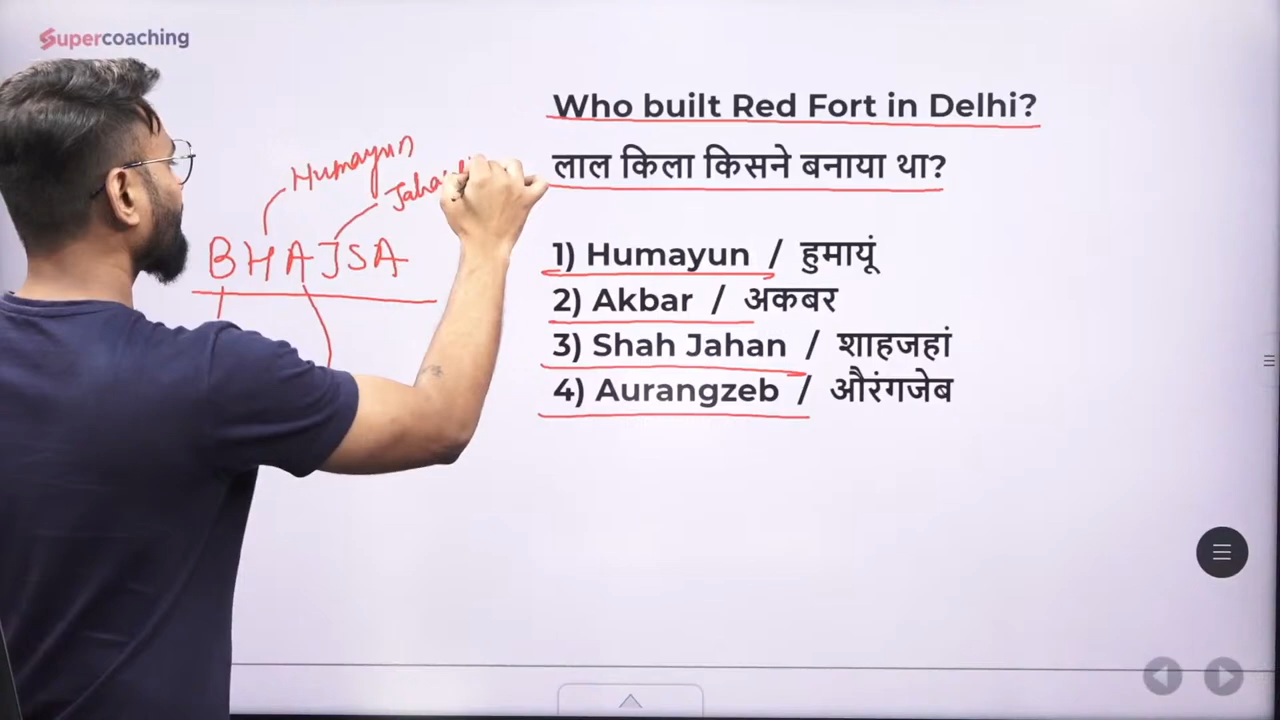 Supercoaching
Who built Red Fort in Delhi?
लाल किला किसने बनाया था?
Humayun
BHAJSA
1) Humayun / हुमायूं
2) Akbar / अकबर
3) Shah Jahan / शाहजहां
4) Aurangzeb / औरंगजेब